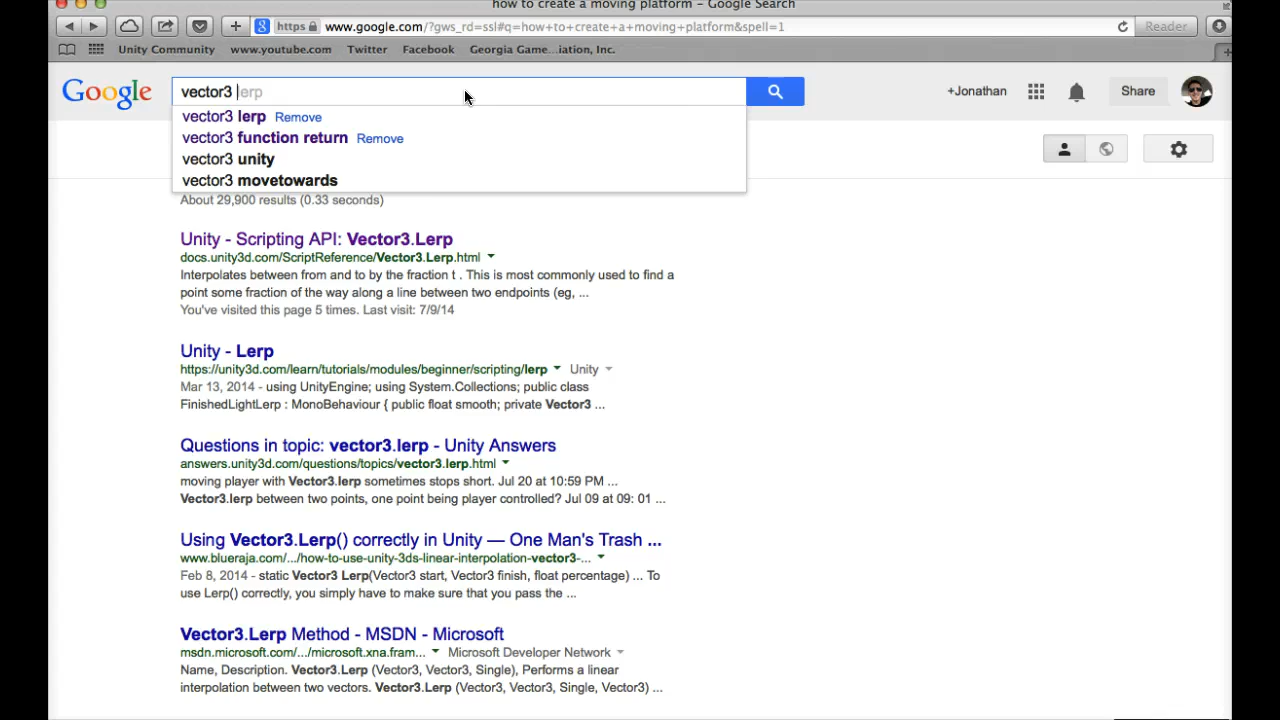 how to create a moving platform – Google Search
https www.google.com/?gws_rd=ssl#q=how+to+create+a+moving+platform&spell=1 Reader
Unity Community www.youtube.com Twitter Facebook Georgia Game...iation, Inc.
Google vector3 lerp +Jonathan Share
vector3 lerp Remove
vector3 function return Remove
vector3 unity
vector3 movetowards
About 29,900 results (0.33 seconds)
Unity - Scripting API: Vector3.Lerp
docs.unity3d.com/ScriptReference/Vector3.Lerp.html
Interpolates between from and to by the fraction t . This is most commonly used to find a
point some fraction of the way along a line between two endpoints (eg, ...
You've visited this page 5 times. Last visit: 7/9/14
Unity - Lerp
https://unity3d.com/learn/tutorials/modules/beginner/scripting/lerp Unity
Mar 13, 2014 - using UnityEngine; using System.Collections; public class
FinishedLightLerp : MonoBehaviour { public float smooth; private Vector3 ...
Questions in topic: vector3.lerp - Unity Answers
answers.unity3d.com/questions/topics/vector3.lerp.html
moving player with Vector3.lerp sometimes stops short. Jul 20 at 10:59 PM ...
Vector3.lerp between two points, one point being player controlled? Jul 09 at 09: 01 ...
Using Vector3.Lerp() correctly in Unity — One Man's Trash ...
www.blueraja.com/.../how-to-use-unity-3ds-linear-interpolation-vector3-...
Feb 8, 2014 - static Vector3 Lerp(Vector3 start, Vector3 finish, float percentage) ... To
use Lerp() correctly, you simply have to make sure that you pass the ...
Vector3.Lerp Method - MSDN - Microsoft
msdn.microsoft.com/.../microsoft.xna.fram... Microsoft Developer Network
Name, Description. Vector3.Lerp (Vector3, Vector3, Single), Performs a linear
interpolation between two vectors. Vector3.Lerp (Vector3, Vector3, Single, Vector3) ...